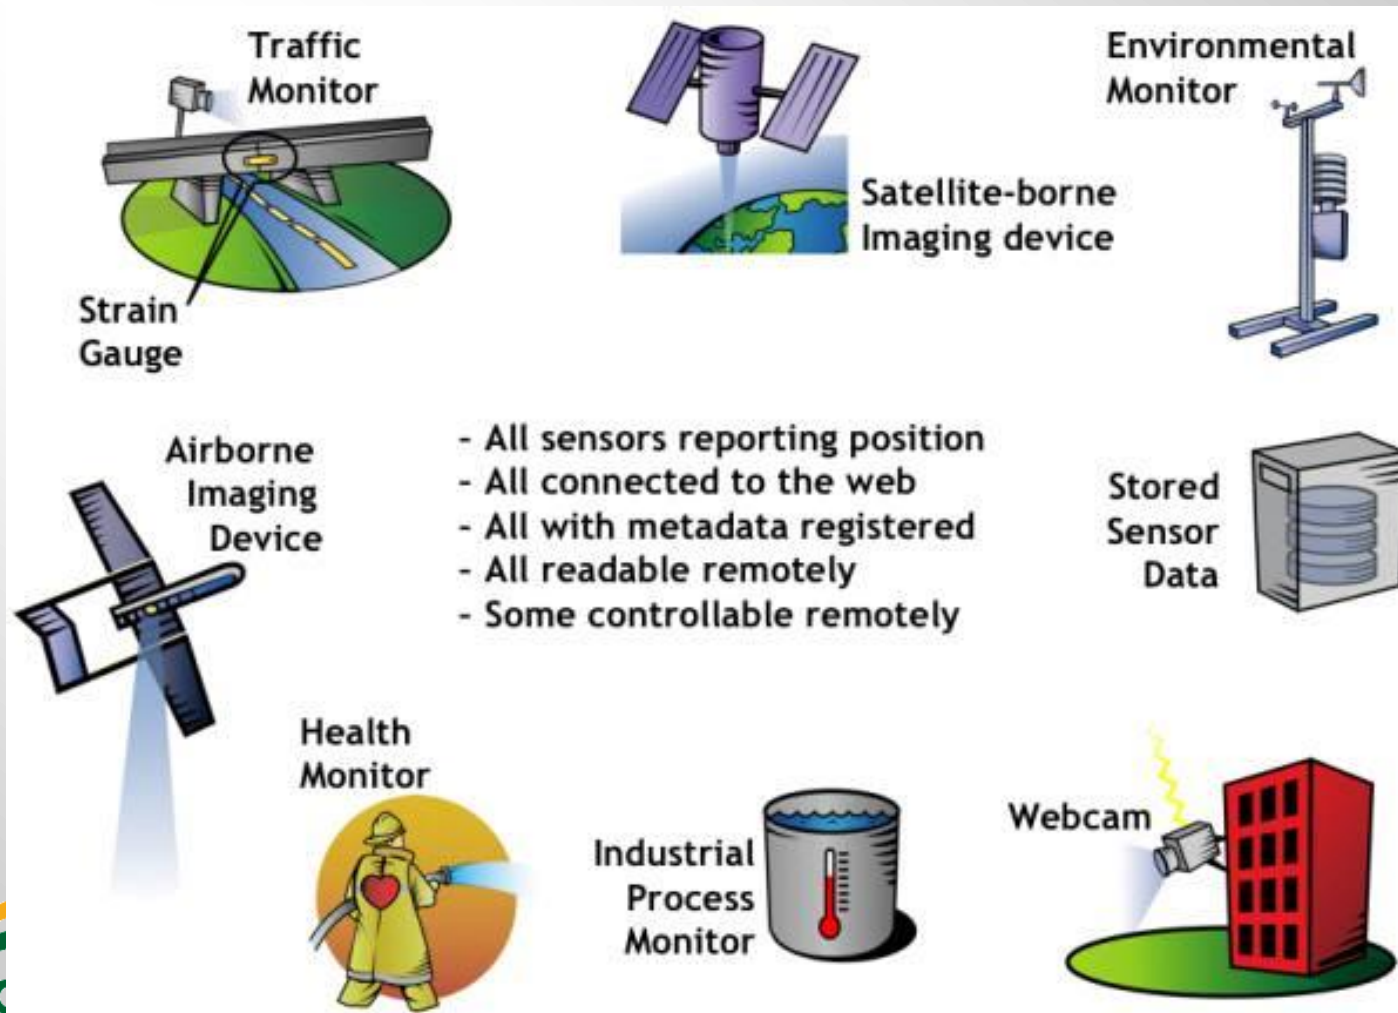 Traffic
Monitor
Environmental
Monitor
Satellite-borne
Imaging device
Strain
Gauge
Airborne
Imaging
Device
- All sensors reporting position
- All connected to the web
- All with metadata registered
- All readable remotely
- Some controllable remotely
Stored
Sensor
Data
Health
Monitor
Industrial
Process
Monitor
Webcam